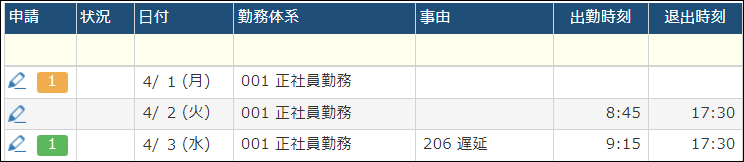 申請 状況 日付 勤務体系 事由 出勤時刻 退出時刻
1 4/ 1 (月) 001 正社員勤務
4/ 2 (火) 001 正社員勤務 8:45 17:30
1 4/ 3 (水) 001 正社員勤務 206 遅延 9:15 17:30